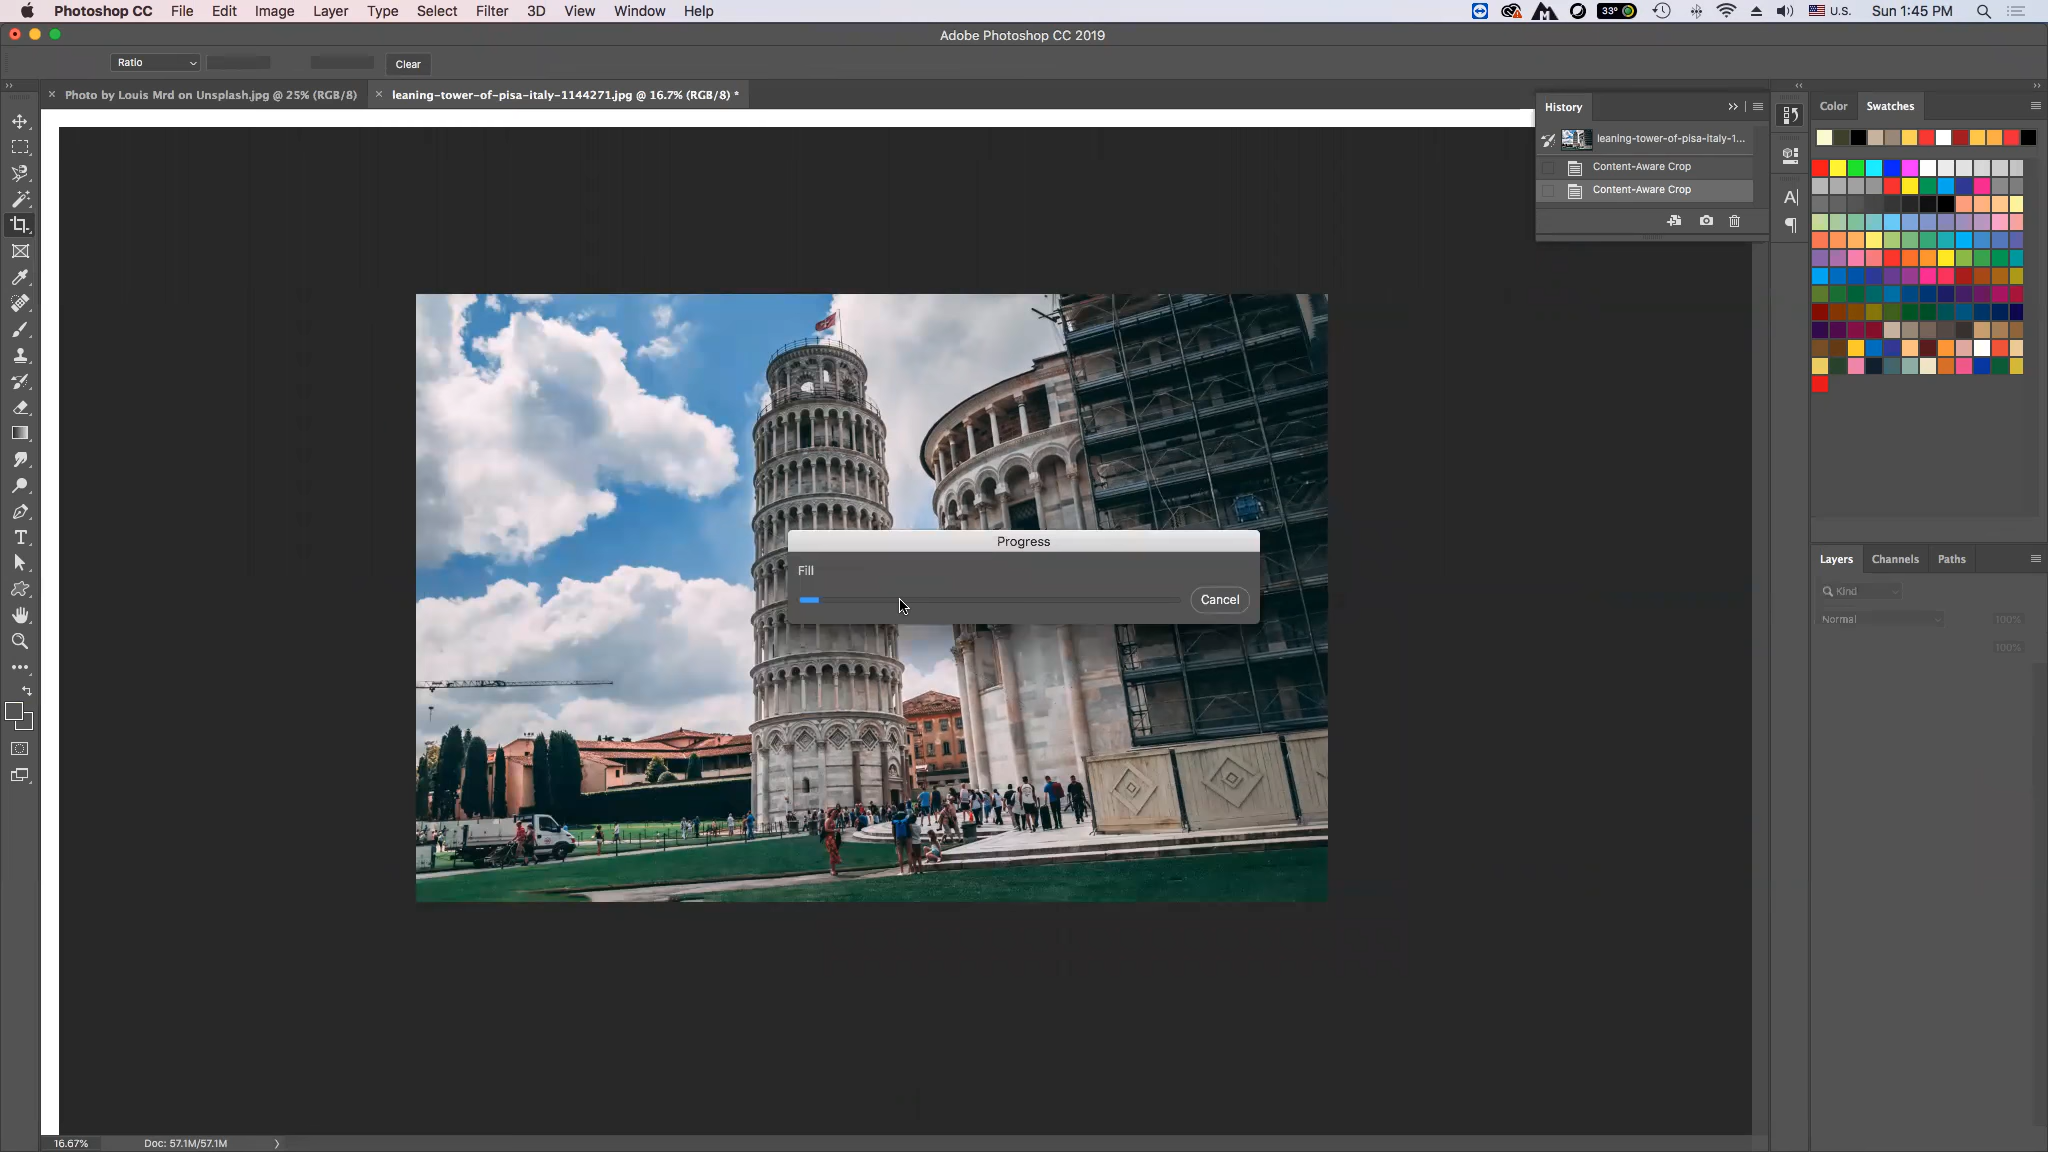 Photoshop CC File Edit Image Layer Type Select Filter 3D View Window Help 33° U.S. Sun 1:45 PM
Adobe Photoshop CC 2019
Ratio Clear
Photo by Louis Mrd on Unsplash.jpg @ 25% (RGB/8) leaning-tower-of-pisa-italy-1144271.jpg @ 16.7% (RGB/8) *
History
leaning-tower-of-pisa-italy-1...
Content-Aware Crop
Content-Aware Crop
Color Swatches
Progress
Fill
Cancel
Layers Channels Paths
Kind
Normal 100%
100%
16.67% Doc: 57.1M/57.1M